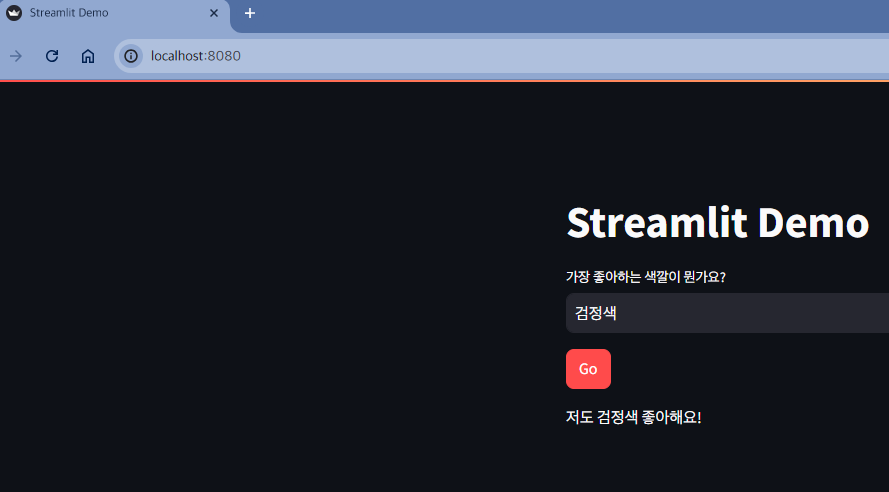 Streamlit Demo
localhost:8080
Streamlit Demo
가장 좋아하는 색깔이 뭔가요?
검정색
Go
저도 검정색 좋아해요!